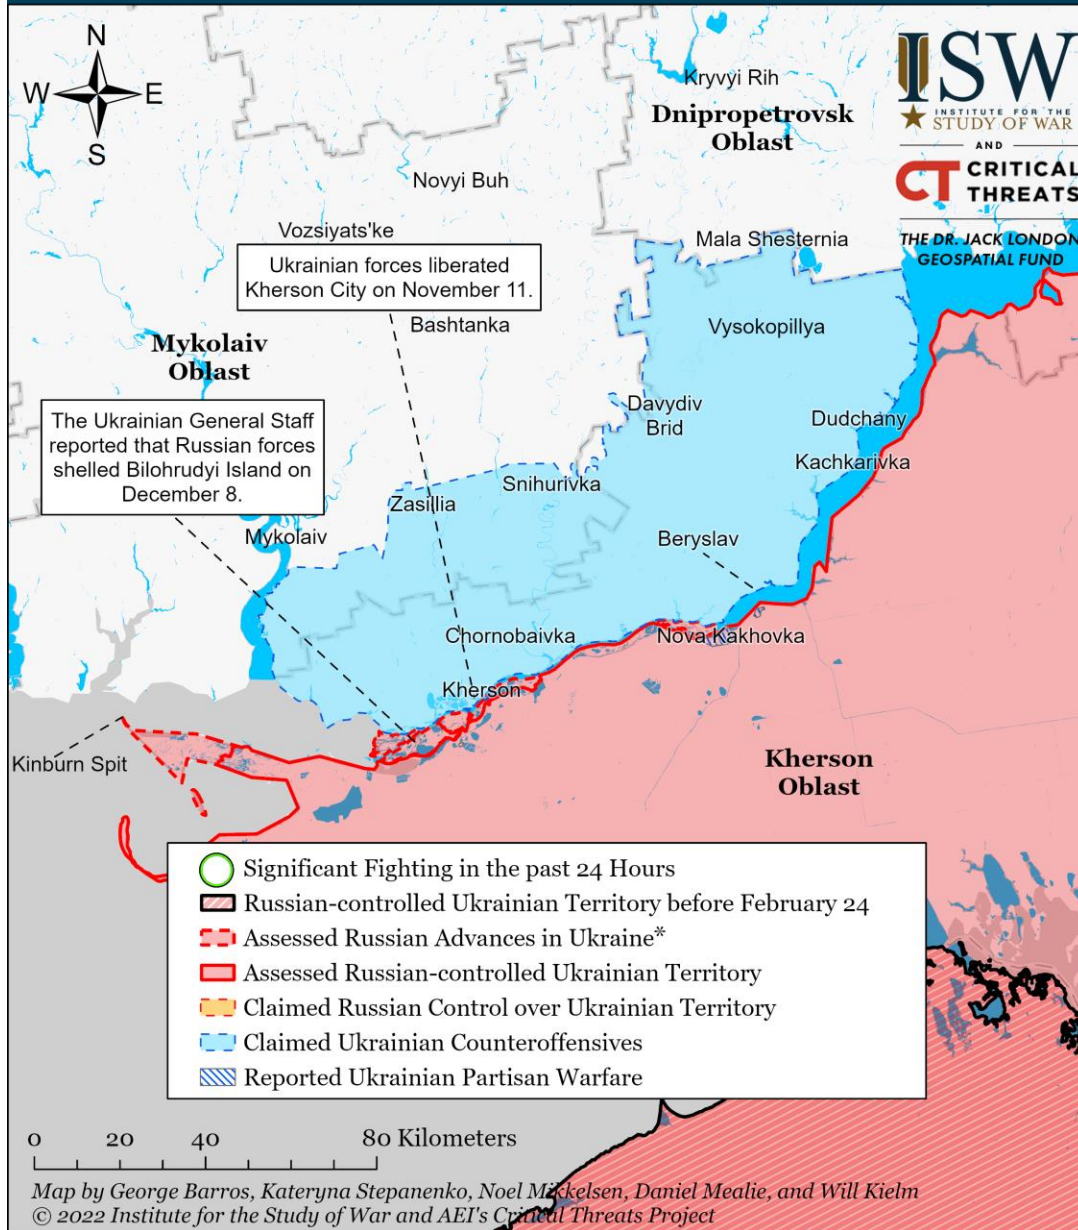 N
W E
S
ISW
INSTITUTE FOR THE
STUDY OF WAR
AND
CT CRITICAL
THREATS
THE DR. JACK LONDON
GEOSPATIAL FUND
Kryvyi Rih
Dnipropetrovsk
Oblast
Novyi Buh
Vozsiyats'ke
Mala Shesternia
Ukrainian forces liberated
Kherson City on November 11.
Bashtanka
Vysokopillya
Mykolaiv
Oblast
The Ukrainian General Staff
reported that Russian forces
shelled Bilohrudyi Island on
December 8.
Davydiv
Brid
Dudchany
Kachkarivka
Snihurivka
Zasillia
Mykolaiv
Beryslav
Chornobaivka
Nova Kakhovka
Kherson
Kinburn Spit
Kherson
Oblast
Significant Fighting in the past 24 Hours
Russian-controlled Ukrainian Territory before February 24
Assessed Russian Advances in Ukraine*
Assessed Russian-controlled Ukrainian Territory
Claimed Russian Control over Ukrainian Territory
Claimed Ukrainian Counteroffensives
Reported Ukrainian Partisan Warfare
0 20 40 80 Kilometers
Map by George Barros, Kateryna Stepanenko, Noel Mikkelsen, Daniel Mealie, and Will Kielm
© 2022 Institute for the Study of War and AEI's Critical Threats Project